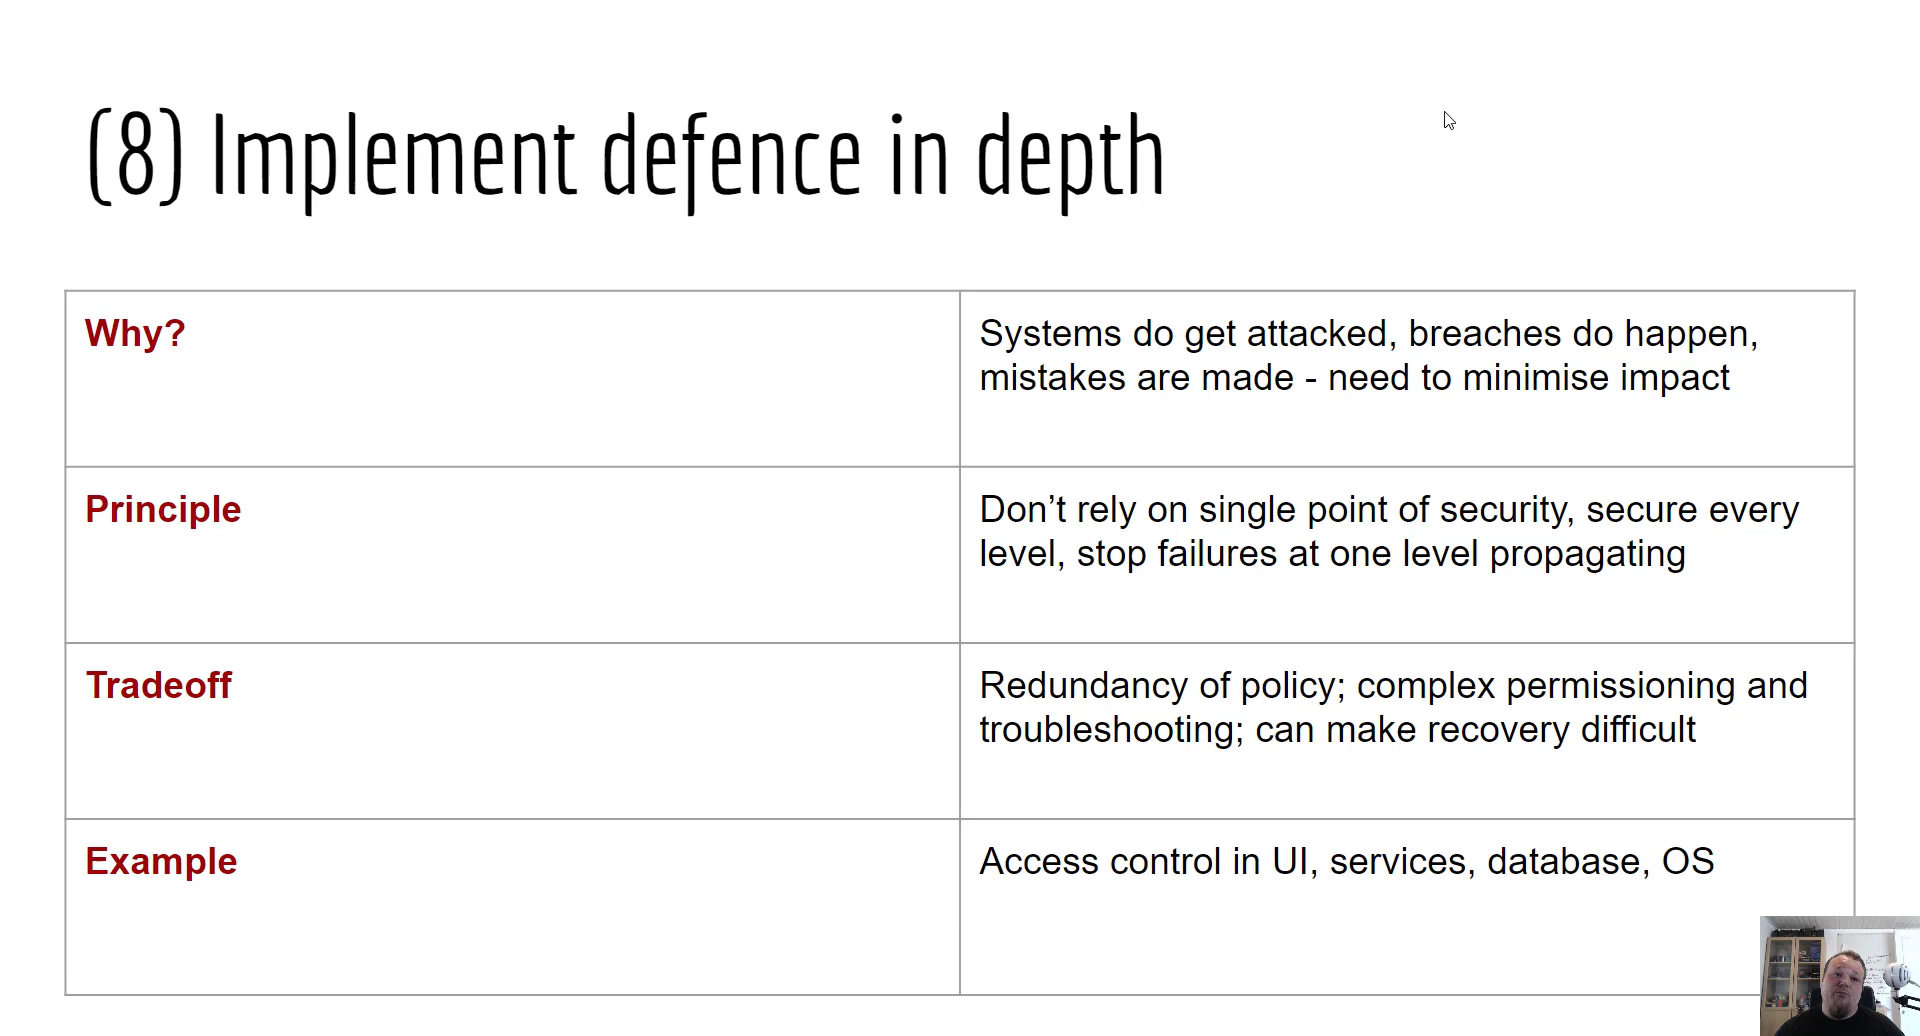 (8) Implement defence in depth
Why?
Systems do get attacked, breaches do happen,
mistakes are made - need to minimise impact
Principle
Don’t rely on single point of security, secure every
level, stop failures at one level propagating
Tradeoff
Redundancy of policy; complex permissioning and
troubleshooting; can make recovery difficult
Example
Access control in UI, services, database, OS